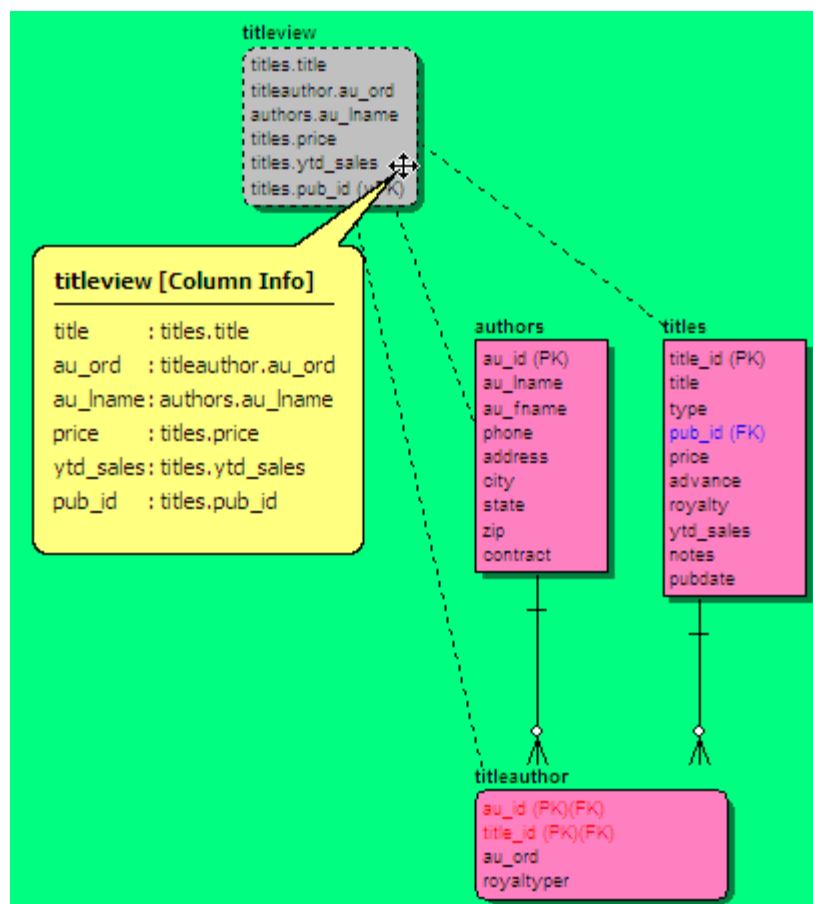 titleview
titles.title
titleauthor.au_ord
authors.au_lname
titles.price
titles.ytd_sales
titles.pub_id
titleview [Column Info]
title : titles.title
au_ord : titleauthor.au_ord
au_lname : authors.au_lname
price : titles.price
ytd_sales : titles.ytd_sales
pub_id : titles.pub_id
authors
au_id (PK)
au_lname
au_fname
phone
address
city
state
zip
contract
titles
title_id (PK)
title
type
pub_id (FK)
price
advance
royalty
ytd_sales
notes
pubdate
titleauthor
au_id (PK)(FK)
title_id (PK)(FK)
au_ord
royaltyper